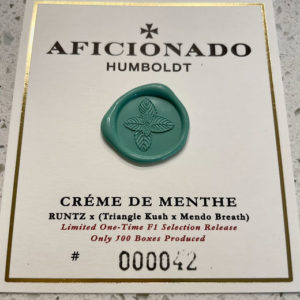 AFICIONADO
HUMBOLDT
CRÉME DE MENTHE
RUNTZ x (Triangle Kush x Mendo Breath)
Limited One-Time F1 Selection Release
Only 100 Boxes Produced
# 000042